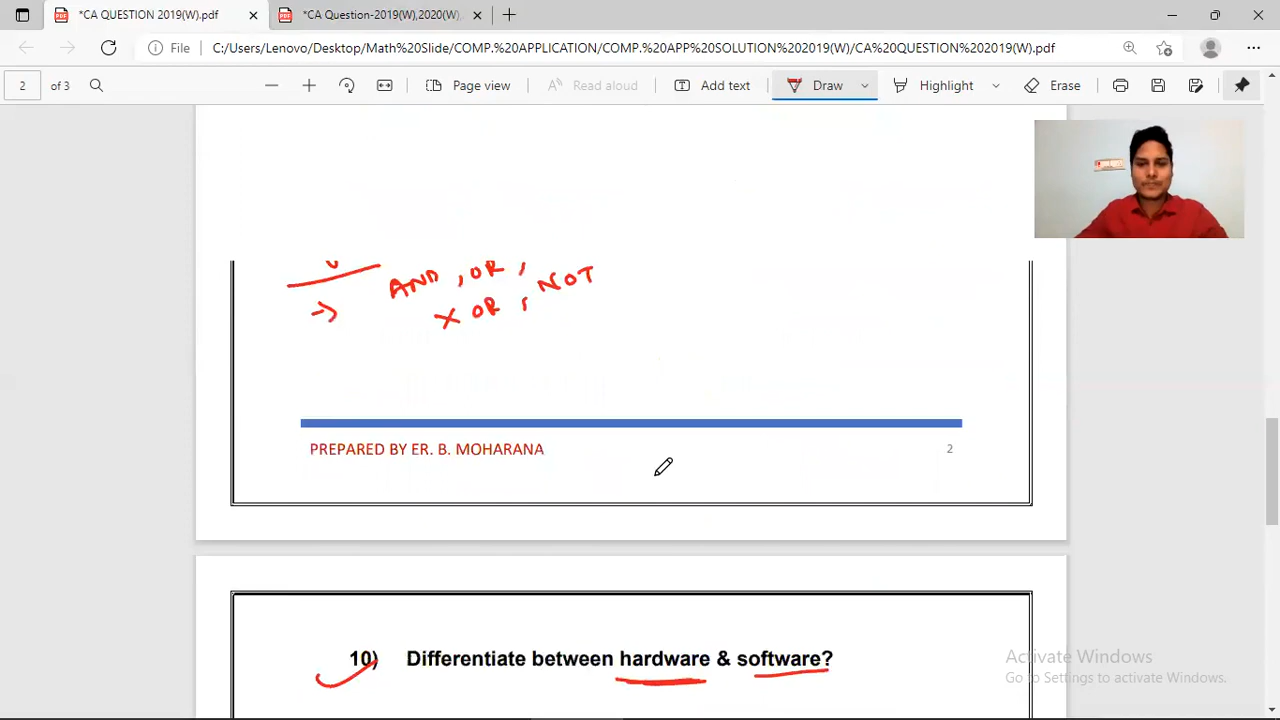 *CA QUESTION 2019(W).pdf
*CA Question-2019(W),2020(W).
File
C:/Users/Lenovo/Desktop/Math%20Slide/COMP.%20APPLICATION/COMP.%20APP%20SOLUTION%202019(W)/CA%20QUESTION%202019(W).pdf
2 of 3
Page view
Read aloud
Add text
Draw
Highlight
Erase
→ AND, OR, NOT
XOR,
PREPARED BY ER. B. MOHARANA
2
10) Differentiate between hardware & software?
Activate Windows
Go to Settings to activate Windows.